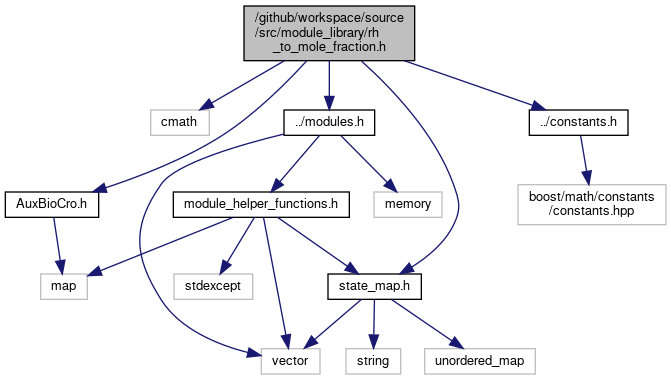 /github/workspace/source
/src/module_library/rh
_to_mole_fraction.h
cmath
../modules.h
../constants.h
AuxBioCro.h
module_helper_functions.h
memory
boost/math/constants
/constants.hpp
map
stdexcept
state_map.h
vector
string
unordered_map